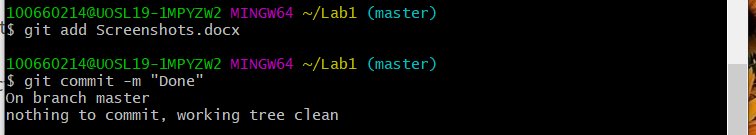 100660214@UOSL19-1MPYZW2 MINGW64 ~/Lab1 (master)
$ git add Screenshots.docx
100660214@UOSL19-1MPYZW2 MINGW64 ~/Lab1 (master)
$ git commit -m "Done"
On branch master
nothing to commit, working tree clean